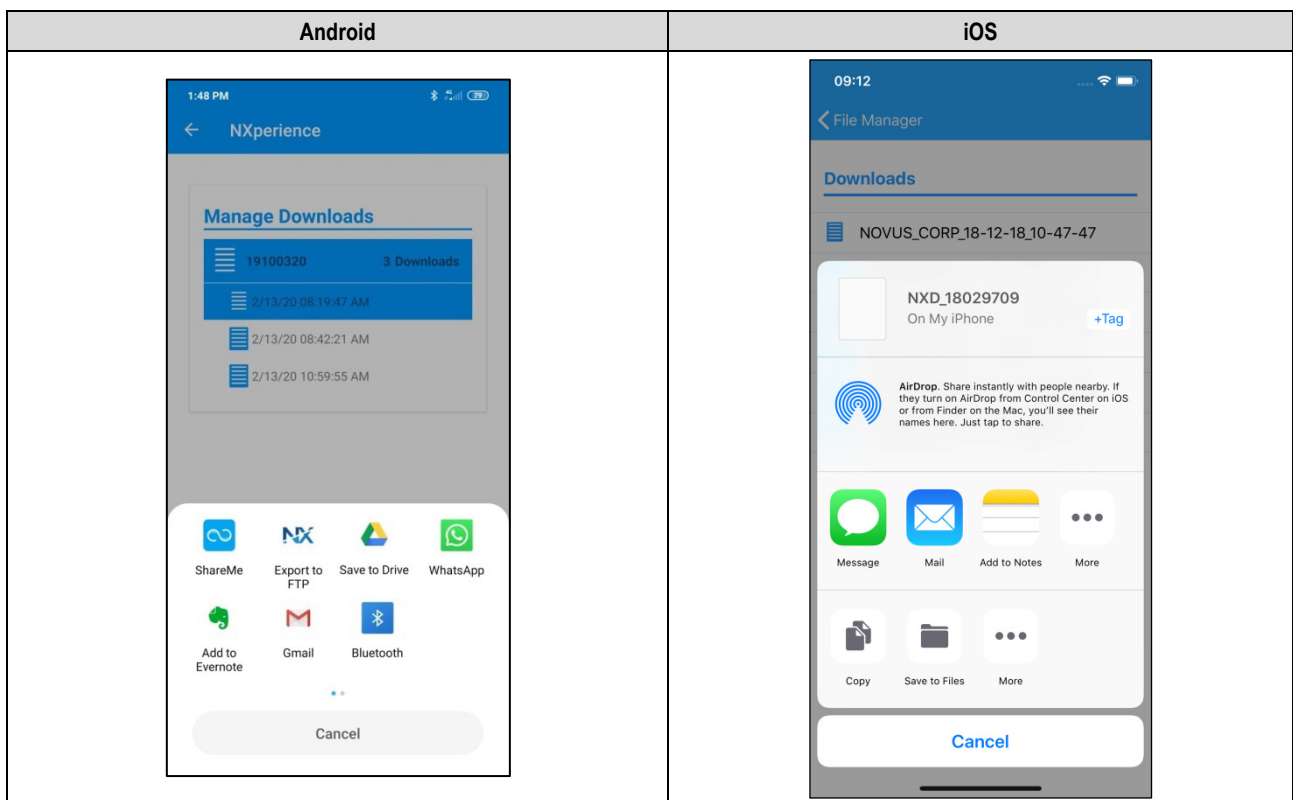 Android
iOS
1:48 PM
4G
39
NXperience
Manage Downloads
19100320 3 Downloads
2/13/20 08:19:47 AM
2/13/20 08:42:21 AM
2/13/20 10:59:55 AM
NX
ShareMe
Export to
FTP
Save to Drive
WhatsApp
Add to
Evernote
Gmail
Bluetooth
Cancel
09:12
File Manager
Downloads
NOVUS_CORP_18-12-18_10-47-47
NXD_18029709
On My iPhone
+Tag
AirDrop. Share instantly with people nearby. If
they turn on AirDrop from Control Center on iOS
or from Finder on the Mac, you'll see their
names here. Just tap to share.
Message
Mail
Add to Notes
More
Copy
Save to Files
More
Cancel